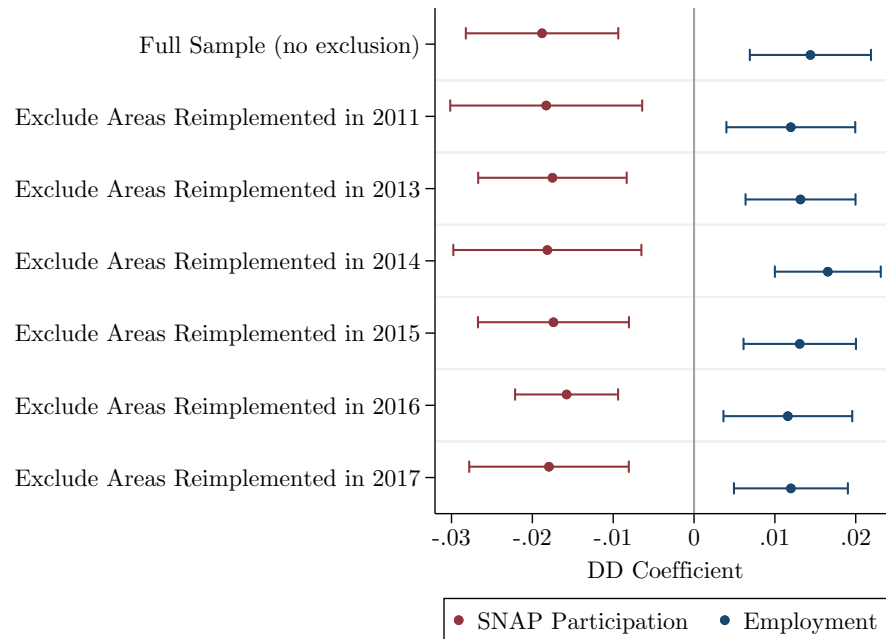 Full Sample (no exclusion)
Exclude Areas Reimplemented in 2011
Exclude Areas Reimplemented in 2013
Exclude Areas Reimplemented in 2014
Exclude Areas Reimplemented in 2015
Exclude Areas Reimplemented in 2016
Exclude Areas Reimplemented in 2017
-.03 -.02 -.01 0 .01 .02
DD Coefficient
SNAP Participation Employment